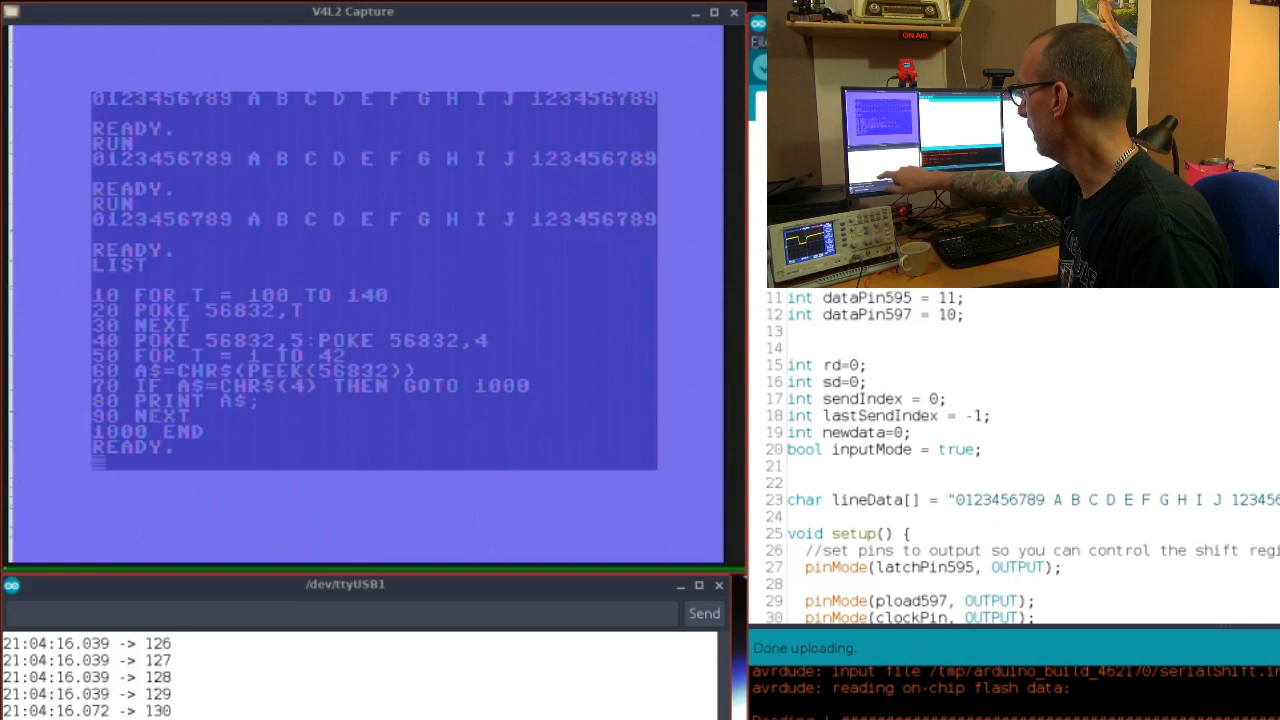 V4L2 Capture
0123456789 A B C D E F G H I J 123456789
READY.
RUN
0123456789 A B C D E F G H I J 123456789
READY.
RUN
0123456789 A B C D E F G H I J 123456789
READY.
LIST
10 FOR T = 100 TO 140
20 POKE 56832,T
30 NEXT
40 POKE 56832,5:POKE 56832,4
50 FOR T = 1 TO 42
60 A$=CHR$(PEEK(56832))
70 IF A$=CHR$(4) THEN GOTO 1000
80 PRINT A$;
90 NEXT
1000 END
READY.
/dev/ttyUSB1
Send
21:04:16.039 -> 126
21:04:16.039 -> 127
21:04:16.039 -> 128
21:04:16.039 -> 129
21:04:16.072 -> 130
File
ON AIR
11 int dataPin595 = 11;
12 int dataPin597 = 10;
13
14
15 int rd=0;
16 int sd=0;
17 int sendIndex = 0;
18 int lastSendIndex = -1;
19 int newdata=0;
20 bool inputMode = true;
21
22
23 char lineData[] = "0123456789 A B C D E F G H I J 123456
24
25 void setup() {
26 //set pins to output so you can control the shift regi
27 pinMode(latchPin595, OUTPUT);
28
29 pinMode(pload597, OUTPUT);
30 pinMode(clockPin, OUTPUT);
Done uploading.
avrdude: input file /tmp/arduino_build_462170/serialShift.in
avrdude: reading on-chip flash data: